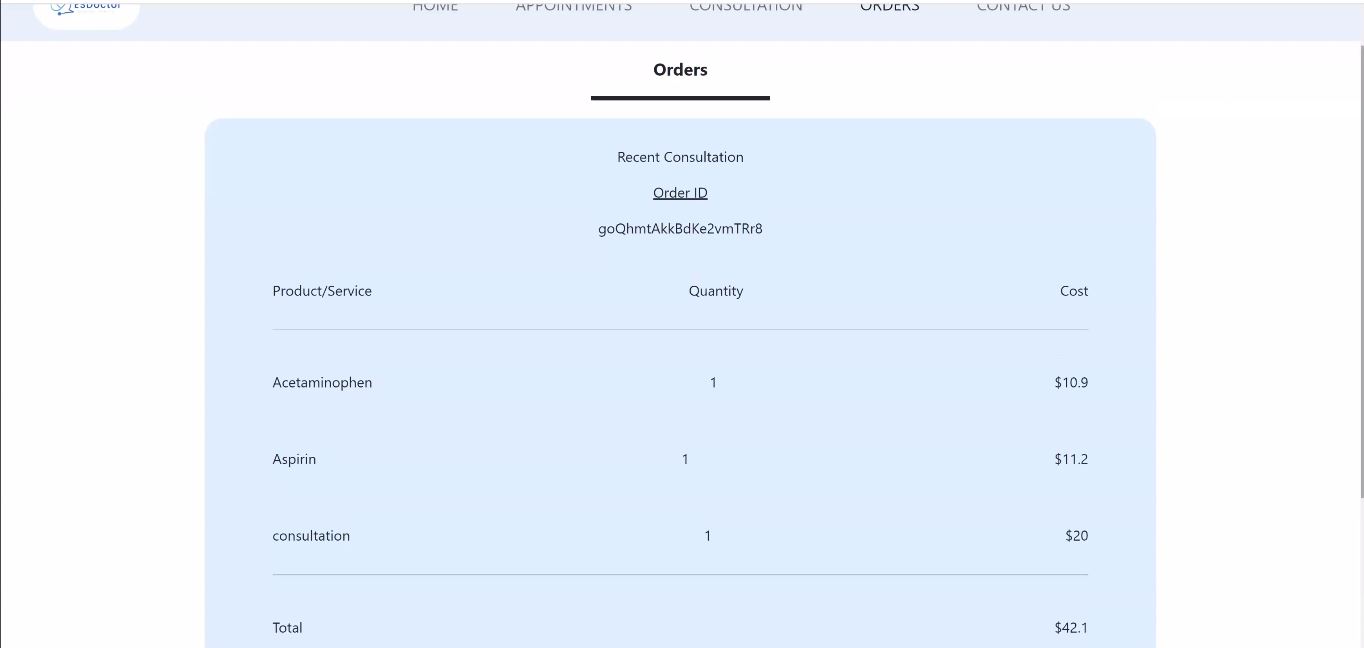 ESDoctor
HOME APPOINTMENTS CONSULTATION ORDERS CONTACT US
Orders
Recent Consultation
Order ID
goQhmtAkkBdKe2vmTRr8
Product/Service Quantity Cost
Acetaminophen 1 $10.9
Aspirin 1 $11.2
consultation 1 $20
Total $42.1